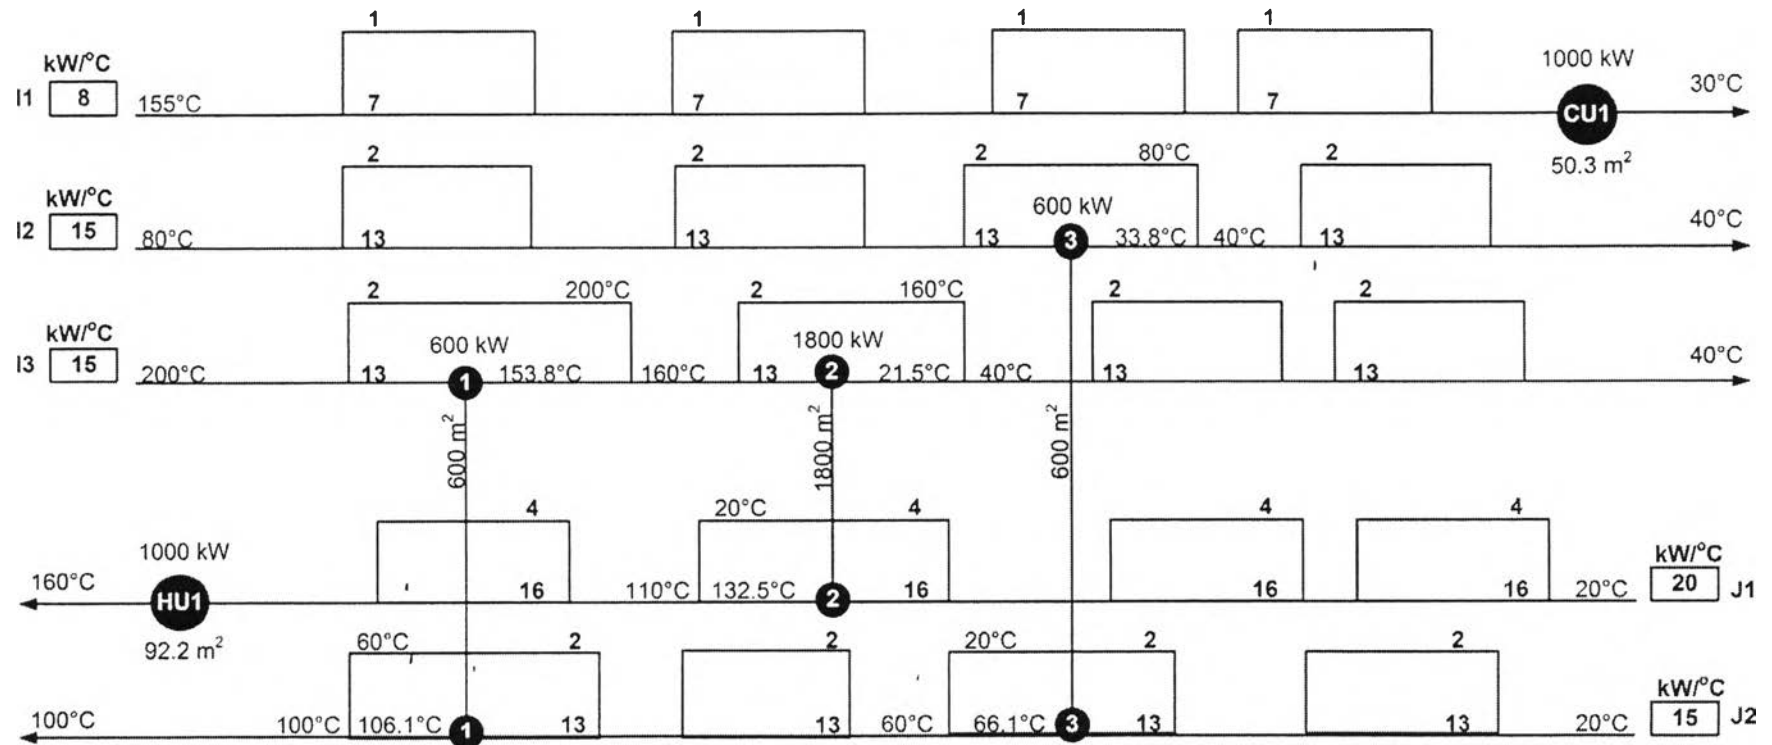 1 1 1 1
kW/°C 1000 kW
I1 8 155°C 7 7 7 7 CU1 30°C
2 2 2 80°C 2 50.3 m²
kW/°C 600 kW
I2 15 80°C 13 13 13 3 33.8°C 40°C 13 40°C
2 200°C 2 160°C 2 2
kW/°C 600 kW 1800 kW
I3 15 200°C 13 1 153.8°C 160°C 13 2 21.5°C 40°C 13 13 40°C
600 m² 1800 m² 600 m²
4 20°C 4 4 4
1000 kW kW/°C
160°C HU1 16 110°C 132.5°C 2 16 16 16 20°C 20 J1
92.2 m² 60°C 2 2 20°C 2 2
kW/°C
100°C 100°C 106.1°C 1 13 13 60°C 66.1°C 3 13 13 20°C 15 J2